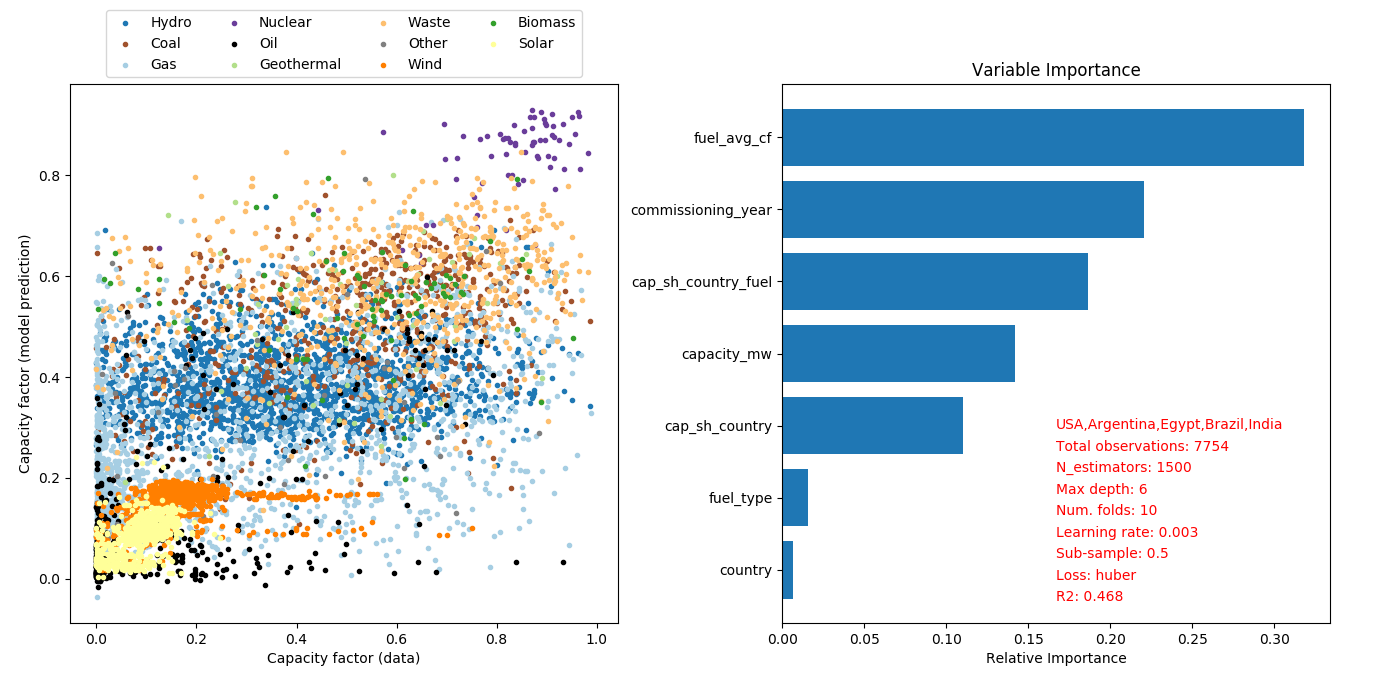 Hydro Nuclear Waste Biomass
Coal Oil Other Solar
Gas Geothermal Wind
Capacity factor (model prediction)
0.8
0.6
0.4
0.2
0.0
0.0 0.2 0.4 0.6 0.8 1.0
Capacity factor (data)
Variable Importance
fuel_avg_cf
commissioning_year
cap_sh_country_fuel
capacity_mw
cap_sh_country
fuel_type
country
USA,Argentina,Egypt,Brazil,India
Total observations: 7754
N_estimators: 1500
Max depth: 6
Num. folds: 10
Learning rate: 0.003
Sub-sample: 0.5
Loss: huber
R2: 0.468
0.00 0.05 0.10 0.15 0.20 0.25 0.30
Relative Importance